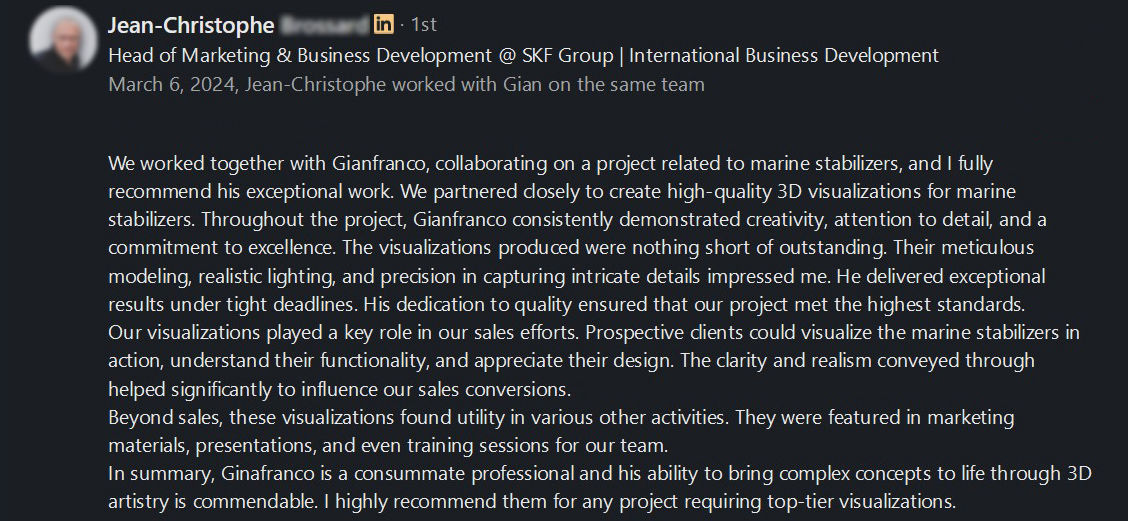 Jean-Christophe in · 1st
Head of Marketing & Business Development @ SKF Group | International Business Development
March 6, 2024, Jean-Christophe worked with Gian on the same team
We worked together with Gianfranco, collaborating on a project related to marine stabilizers, and I fully
recommend his exceptional work. We partnered closely to create high-quality 3D visualizations for marine
stabilizers. Throughout the project, Gianfranco consistently demonstrated creativity, attention to detail, and a
commitment to excellence. The visualizations produced were nothing short of outstanding. Their meticulous
modeling, realistic lighting, and precision in capturing intricate details impressed me. He delivered exceptional
results under tight deadlines. His dedication to quality ensured that our project met the highest standards.
Our visualizations played a key role in our sales efforts. Prospective clients could visualize the marine stabilizers in
action, understand their functionality, and appreciate their design. The clarity and realism conveyed through
helped significantly to influence our sales conversions.
Beyond sales, these visualizations found utility in various other activities. They were featured in marketing
materials, presentations, and even training sessions for our team.
In summary, Ginafranco is a consummate professional and his ability to bring complex concepts to life through 3D
artistry is commendable. I highly recommend them for any project requiring top-tier visualizations.